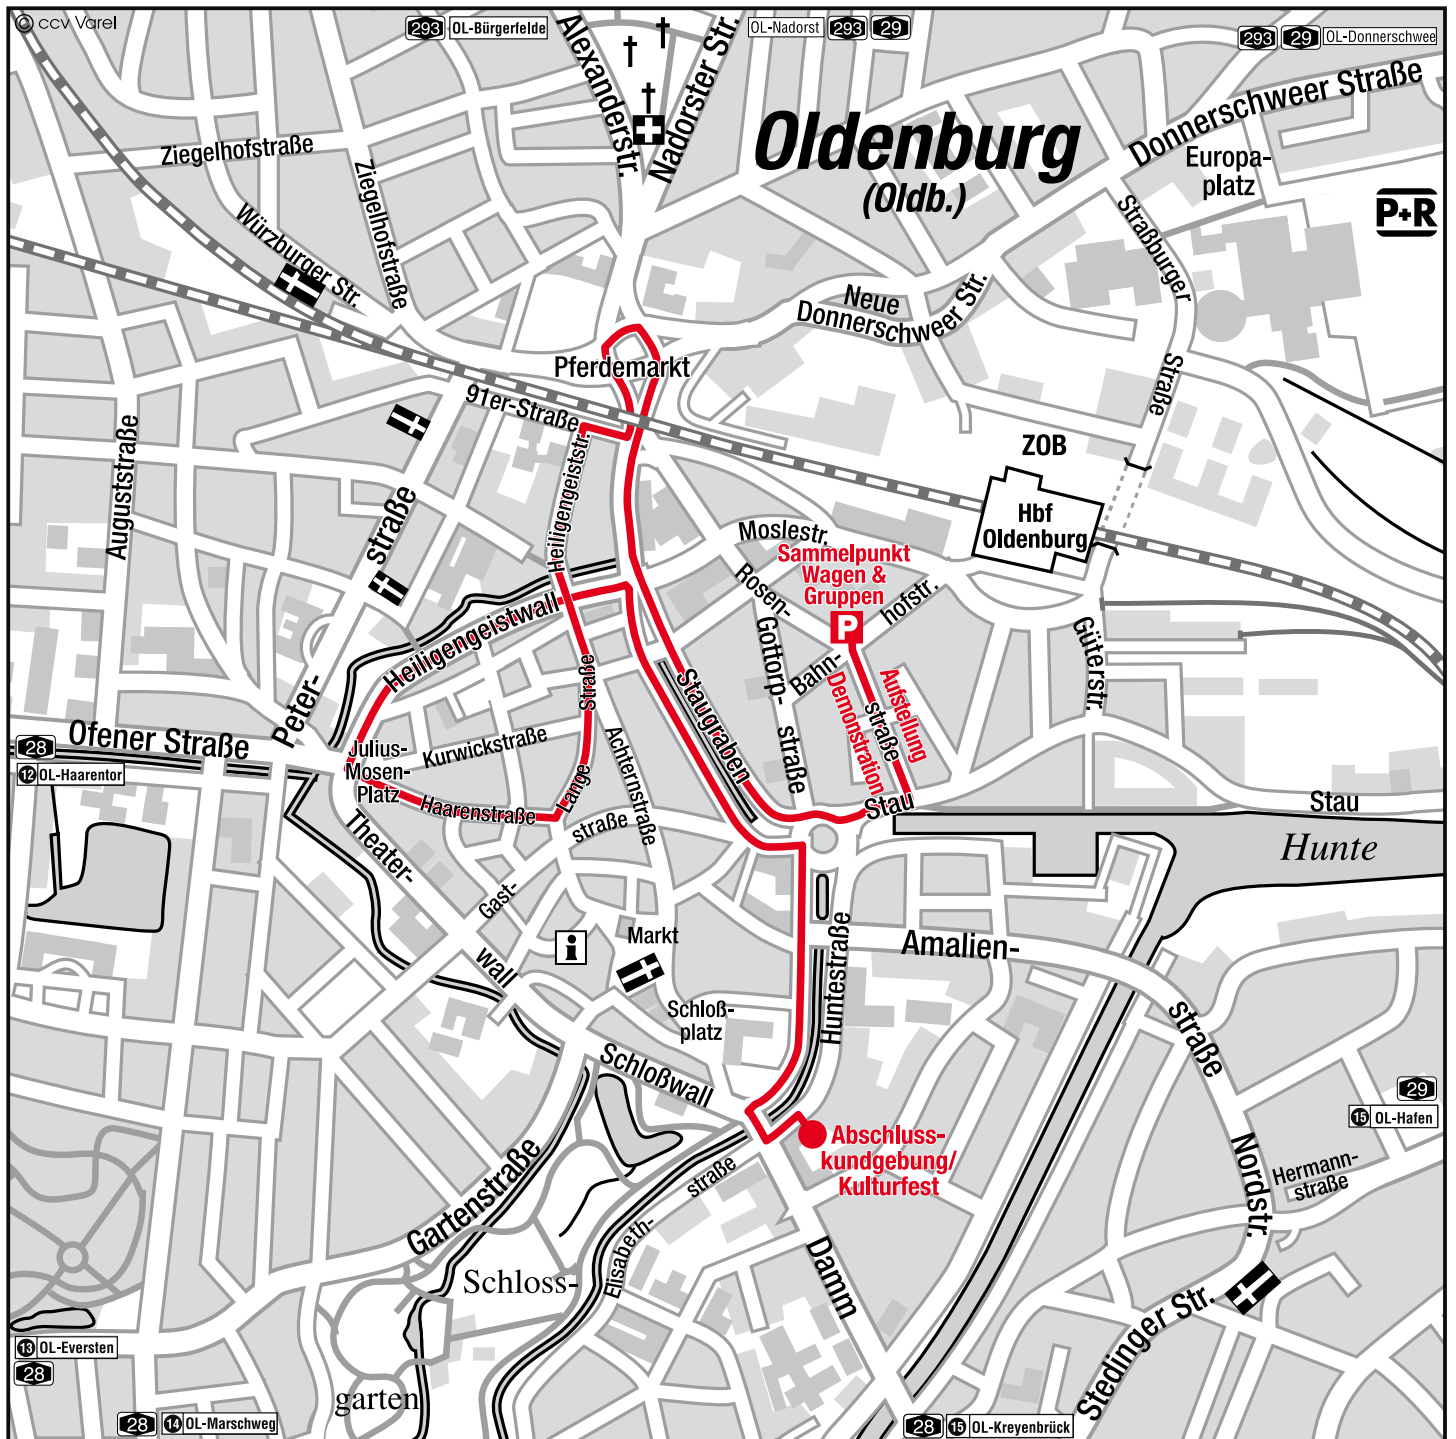 © ccv Varel
293 OL-Bürgerfelde
OL-Nadorst 293 29
293 29 OL-Donnerschwee
Alexanderstr.
Nadorster Str.
Oldenburg
(Oldb.)
Donnerschweer Straße
Europa-
platz
P+R
Ziegelhofstraße
Ziegelhofstraße
Würzburger Str.
Straßburger
Straße
Neue
Donnerschweer Str.
Pferdemarkt
91er-Straße
Auguststraße
Heiligengeiststr.
ZOB
Hbf
Oldenburg
Moslestr.
Sammelpunkt
Wagen &
Gruppen
P
Rosen-
hofstr.
Bahn-
Gottorp-
straße
Güterstr.
straße
Peter-
Heiligengeistwall
Straße
Lange
Staugraben
Demonstration
straße
Aufstellung
Ofener Straße
28
12 OL-Haarentor
Julius-
Mosen-
Platz
Kurwickstraße
Achternstraße
Haarenstraße
straße
Gast-
Stau
Stau
Hunte
Theater-
wall
i
Markt
Huntestraße
Amalien-
straße
Schloß-
platz
Schloßwall
29
15 OL-Hafen
Abschluss-
kundgebung/
Kulturfest
Gartenstraße
straße
Elisabeth-
Nordstr.
Hermann-
straße
Damm
Schloss-
garten
Stedinger Str.
13 OL-Eversten
28
28 14 OL-Marschweg
28 15 OL-Kreyenbrück